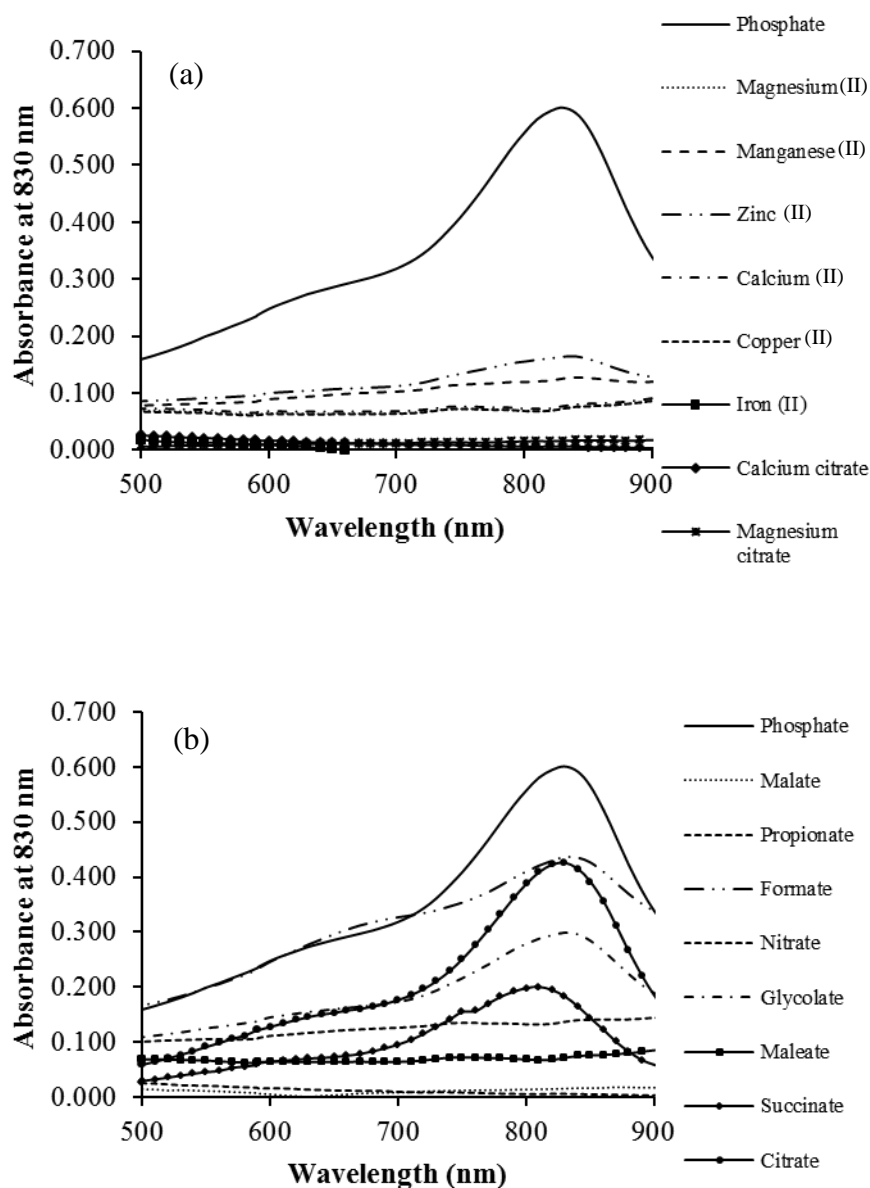 (a)
Absorbance at 830 nm
0.700
0.600
0.500
0.400
0.300
0.200
0.100
0.000
500 600 700 800 900
Wavelength (nm)
Phosphate
Magnesium (II)
Manganese (II)
Zinc (II)
Calcium (II)
Copper (II)
Iron (II)
Calcium citrate
Magnesium
citrate
(b)
Absorbance at 830 nm
0.700
0.600
0.500
0.400
0.300
0.200
0.100
0.000
500 600 700 800 900
Wavelength (nm)
Phosphate
Malate
Propionate
Formate
Nitrate
Glycolate
Maleate
Succinate
Citrate